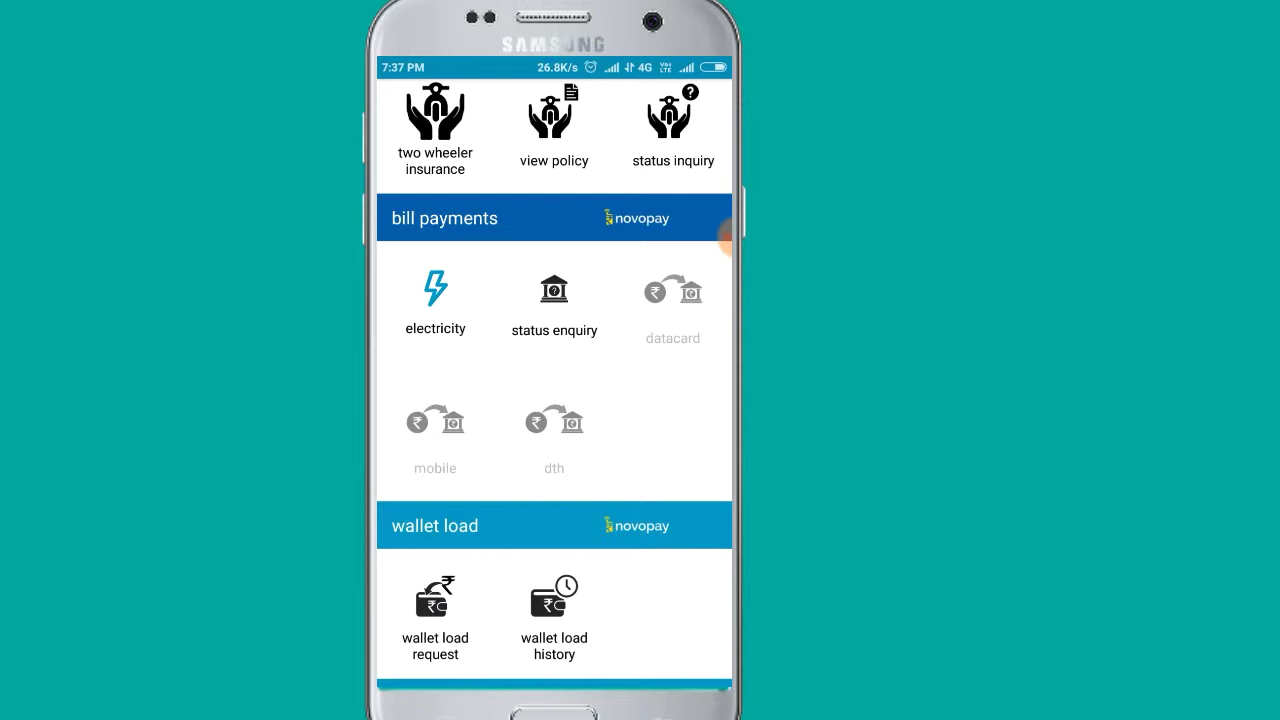 SAMSUNG
7:37 PM 26.8K/s 4G VoLTE
two wheeler insurance
view policy
status inquiry
bill payments novopay
electricity
status enquiry
datacard
mobile
dth
wallet load novopay
wallet load request
wallet load history